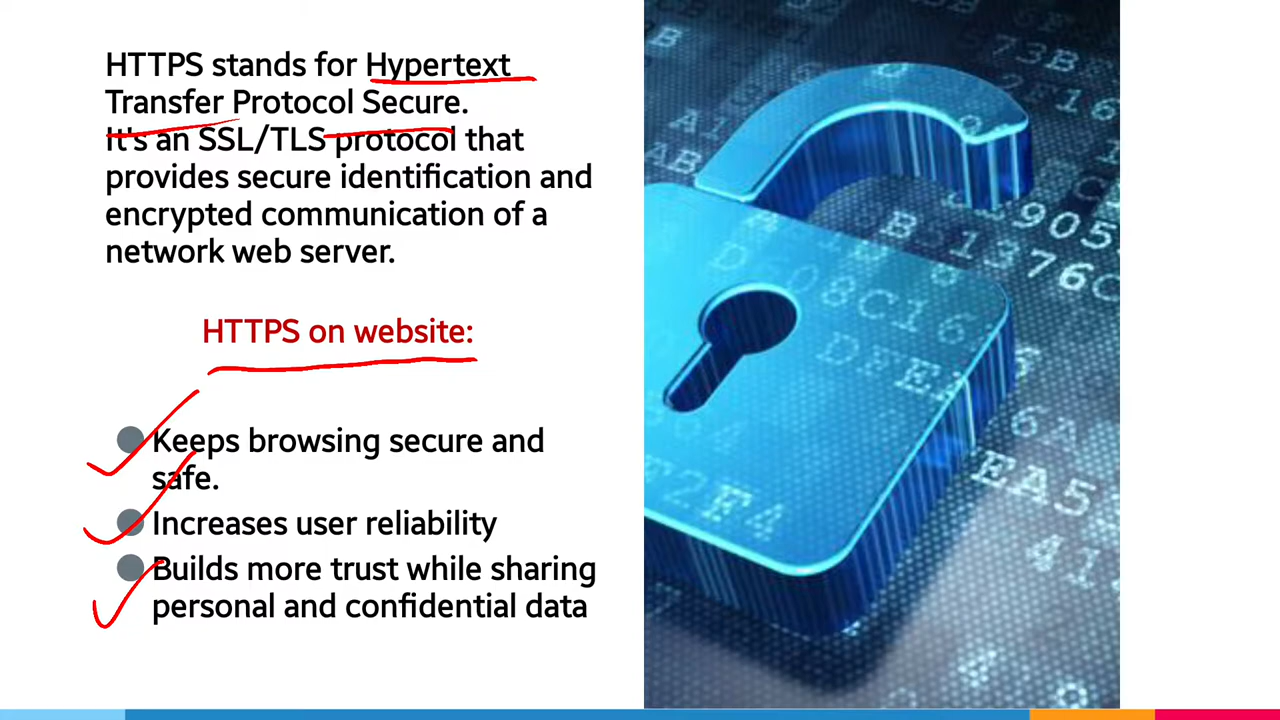 HTTPS stands for Hypertext
Transfer Protocol Secure.
It's an SSL/TLS protocol that
provides secure identification and
encrypted communication of a
network web server.
HTTPS on website:
Keeps browsing secure and
safe.
Increases user reliability
Builds more trust while sharing
personal and confidential data